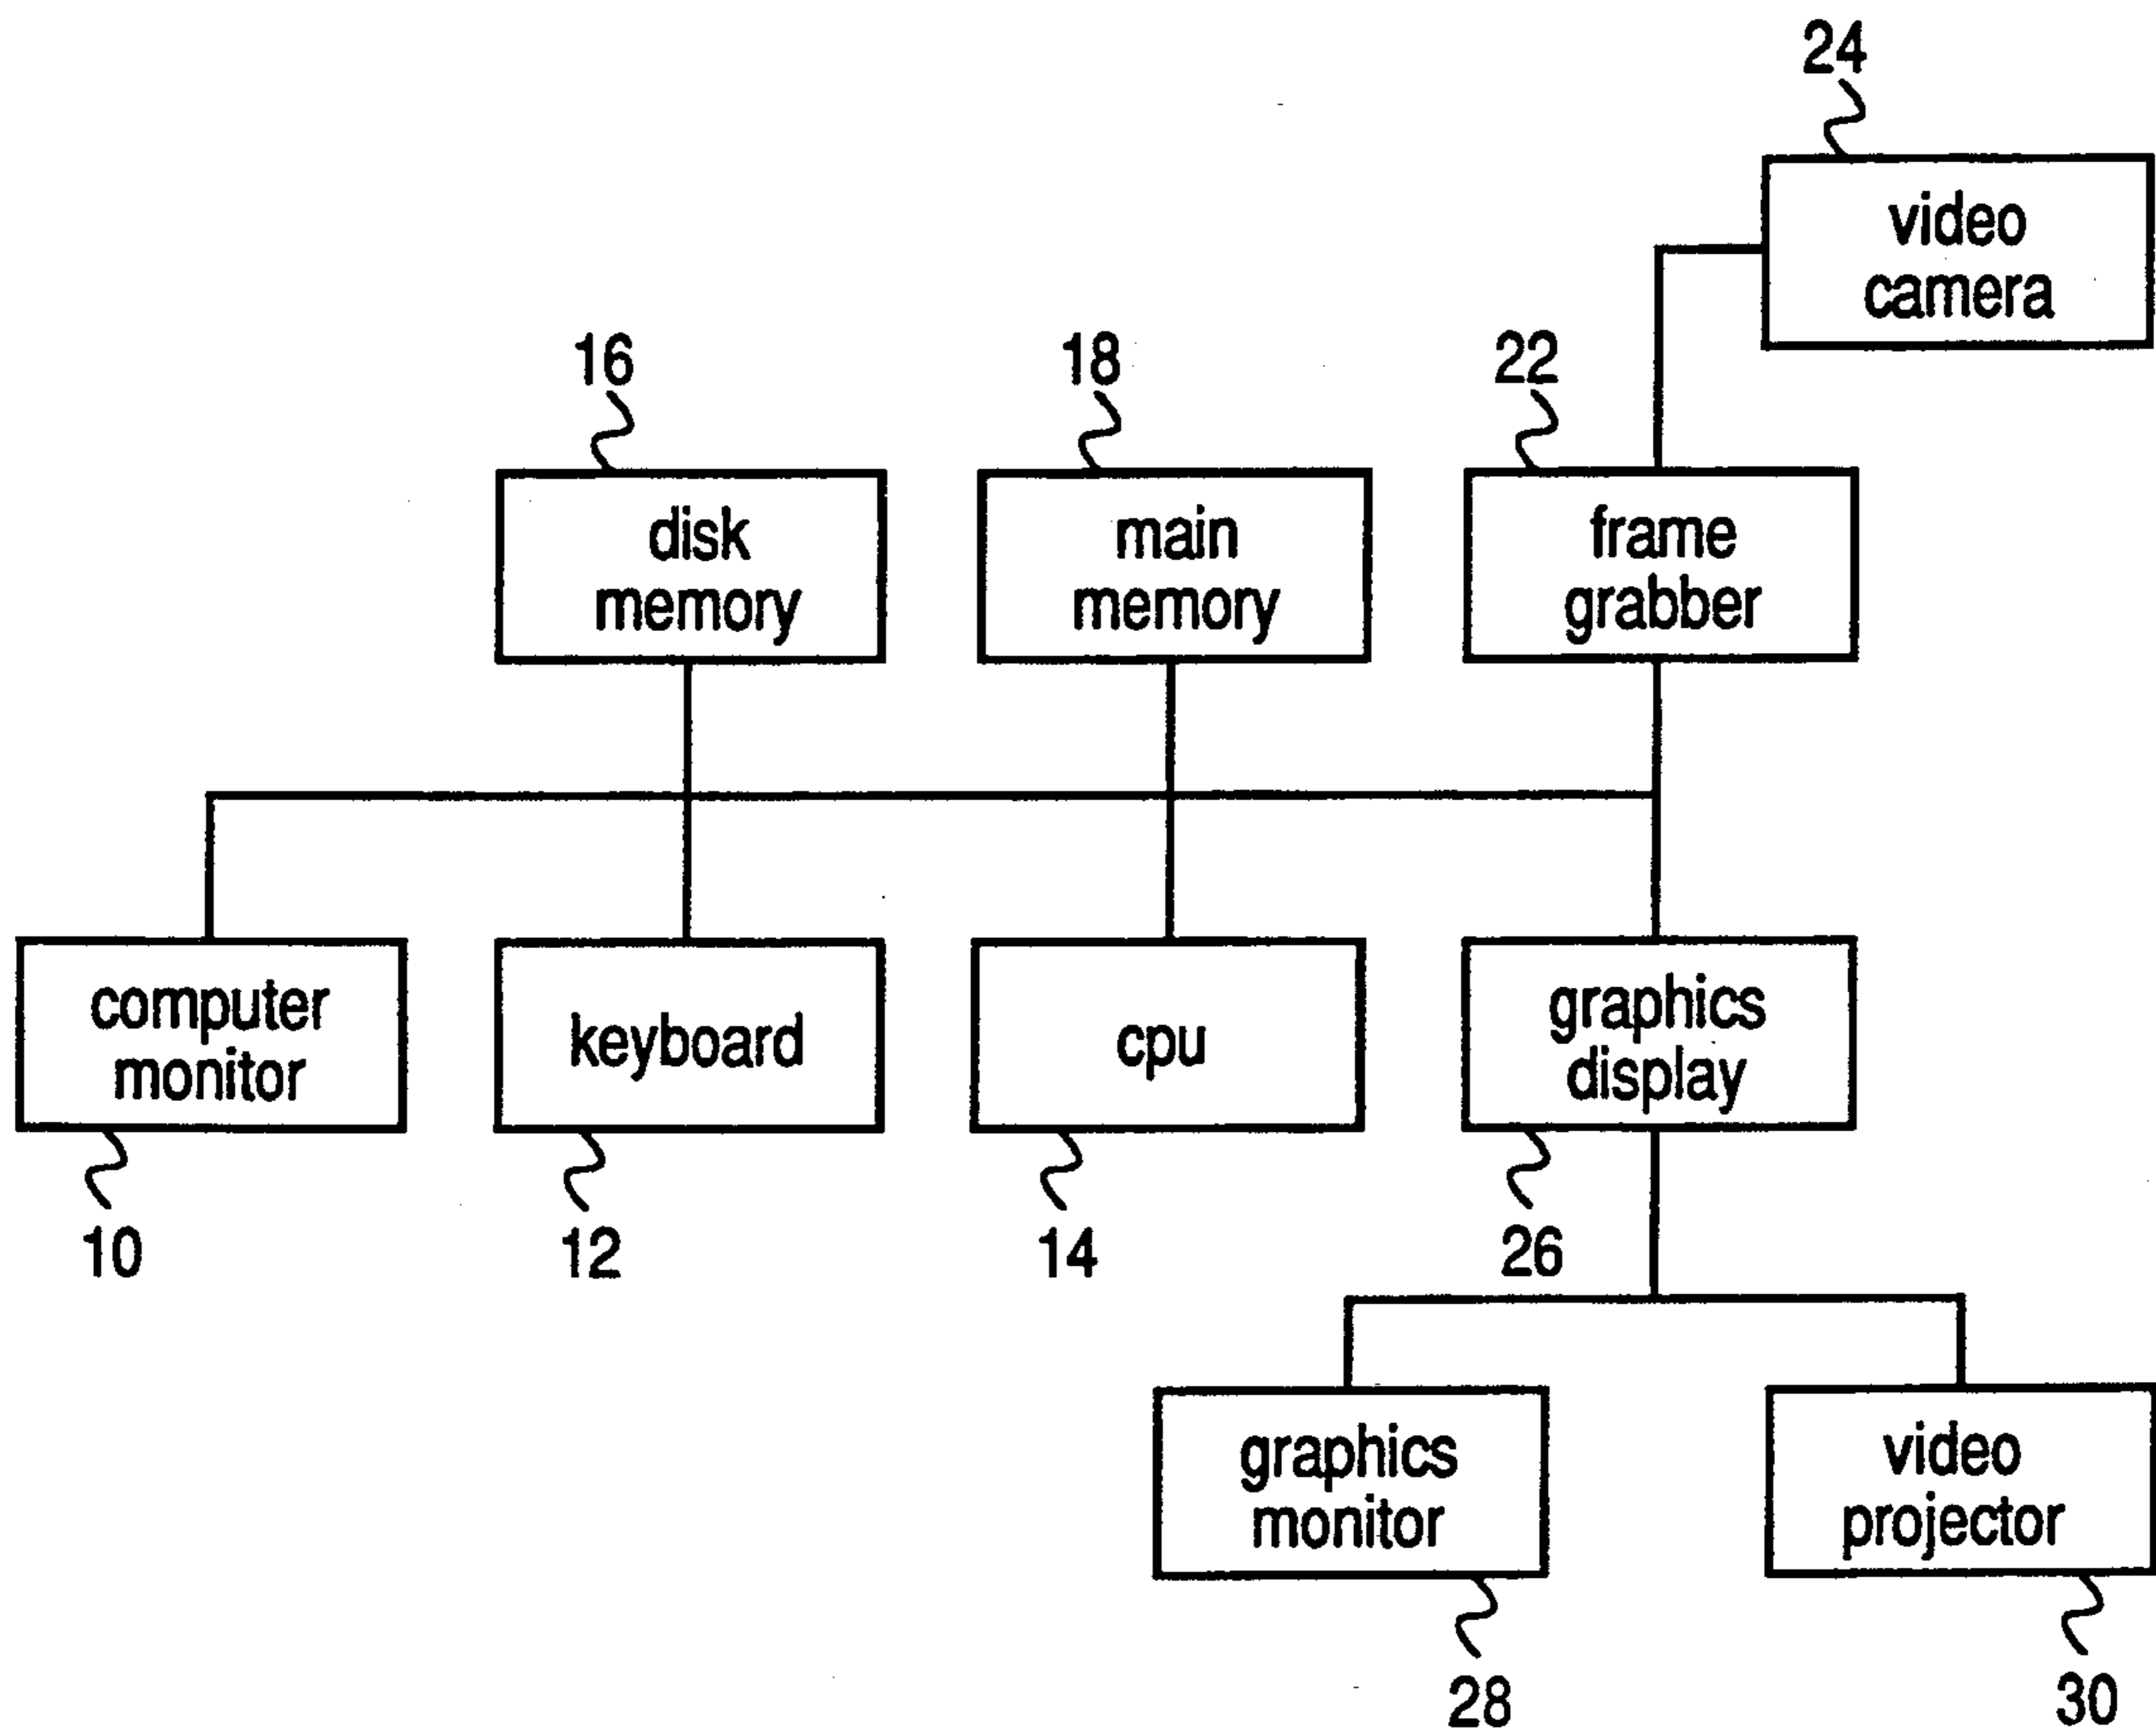 24
video
camera
16
18
22
disk
memory
main
memory
frame
grabber
computer
monitor
keyboard
cpu
graphics
display
10
12
14
26
graphics
monitor
video
projector
28
30